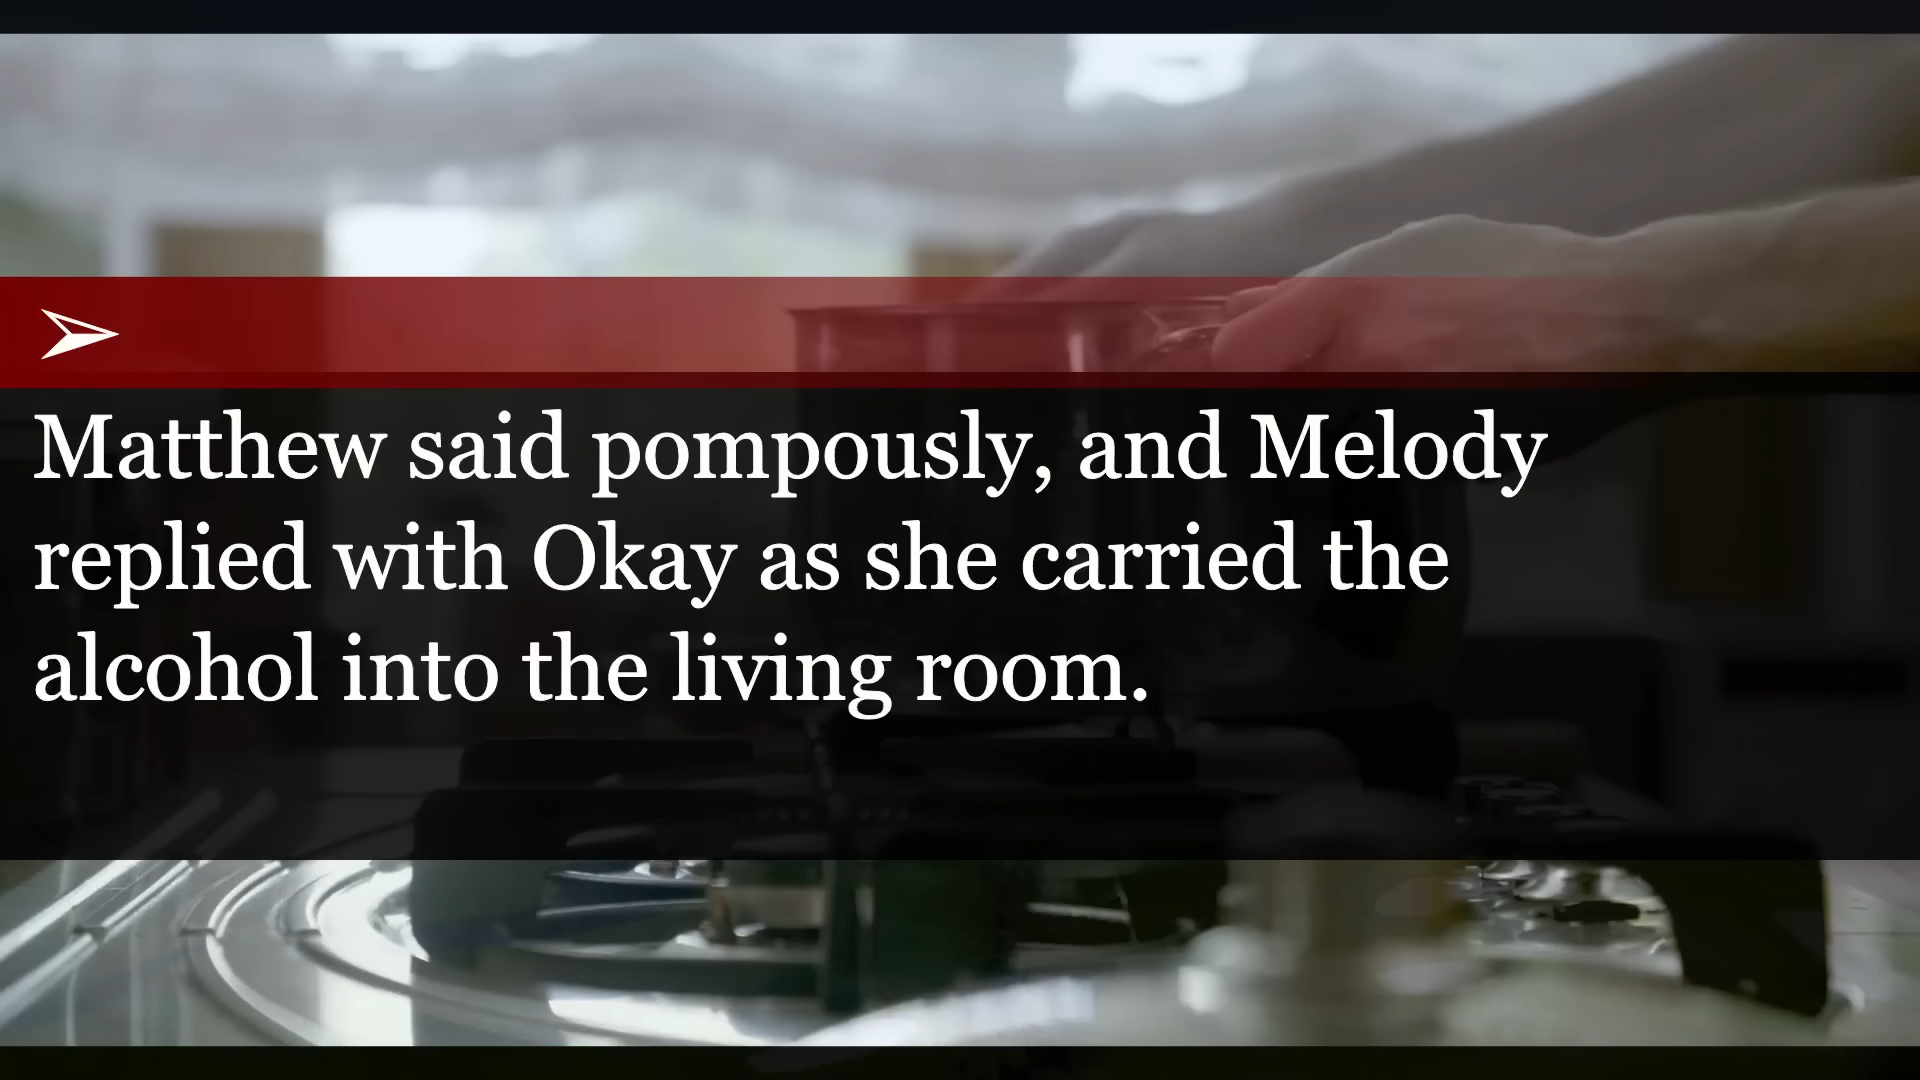 Matthew said pompously, and Melody
replied with Okay as she carried the
alcohol into the living room.